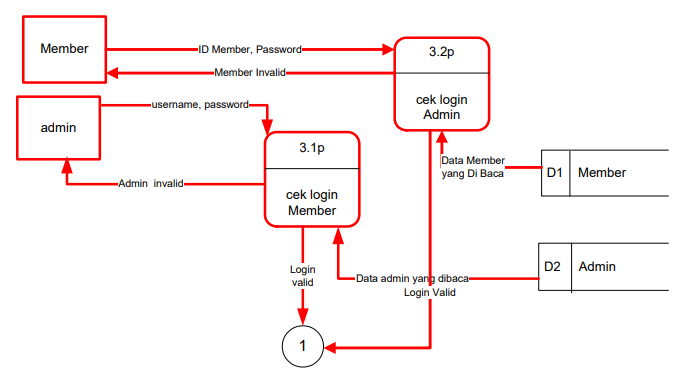 Member
ID Member, Password
3.2p
Member Invalid
cek login
Admin
username, password
admin
3.1p
Data Member
yang Di Baca
D1
Member
Admin  invalid
cek login
Member
D2
Admin
Login
valid
Data admin yang dibaca
Login Valid
1